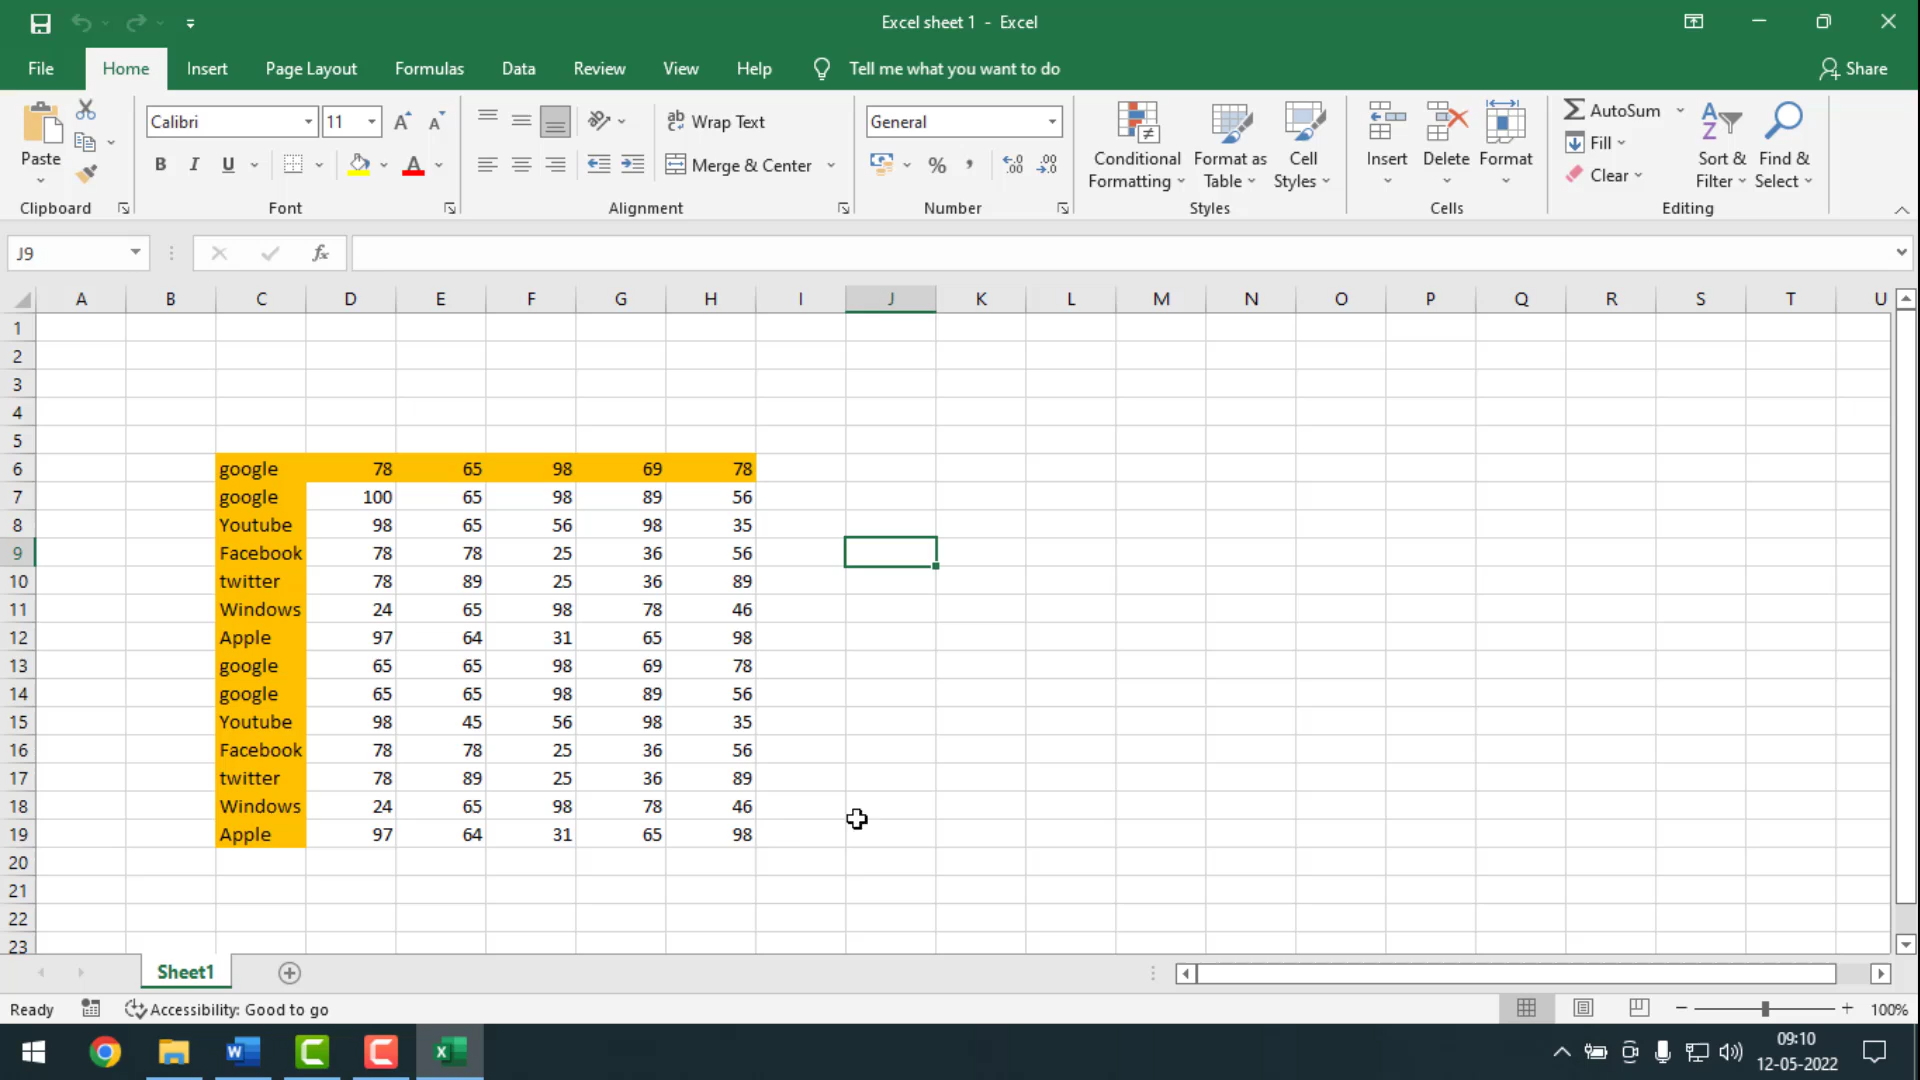 Excel sheet 1 - Excel
File Home Insert Page Layout Formulas Data Review View Help Tell me what you want to do Share
Paste
Calibri 11
B I U A
Wrap Text
Merge & Center
General
%
Conditional Formatting
Format as Table
Cell Styles
Insert
Delete
Format
AutoSum
Fill
Clear
Sort & Filter
Find & Select
Clipboard Font Alignment Number Styles Cells Editing
J9 fx
A B C D E F G H I J K L M N O P Q R S T U
1
2
3
4
5
6 google 78 65 98 69 78
7 google 100 65 98 89 56
8 Youtube 98 65 56 98 35
9 Facebook 78 78 25 36 56
10 twitter 78 89 25 36 89
11 Windows 24 65 98 78 46
12 Apple 97 64 31 65 98
13 google 65 65 98 69 78
14 google 65 65 98 89 56
15 Youtube 98 45 56 98 35
16 Facebook 78 78 25 36 56
17 twitter 78 89 25 36 89
18 Windows 24 65 98 78 46
19 Apple 97 64 31 65 98
20
21
22
23
Sheet1
Ready Accessibility: Good to go 100%
09:10
12-05-2022